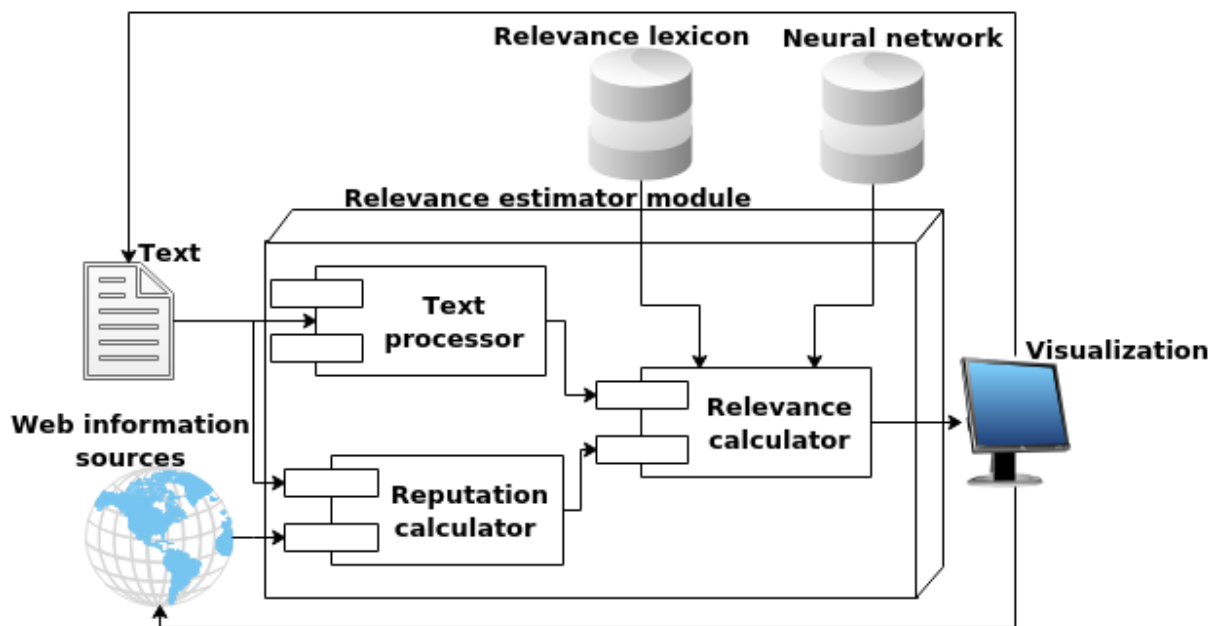 Relevance lexicon
Neural network
Relevance estimator module
Text
Text
processor
Visualization
Relevance
calculator
Web information
sources
Reputation
calculator